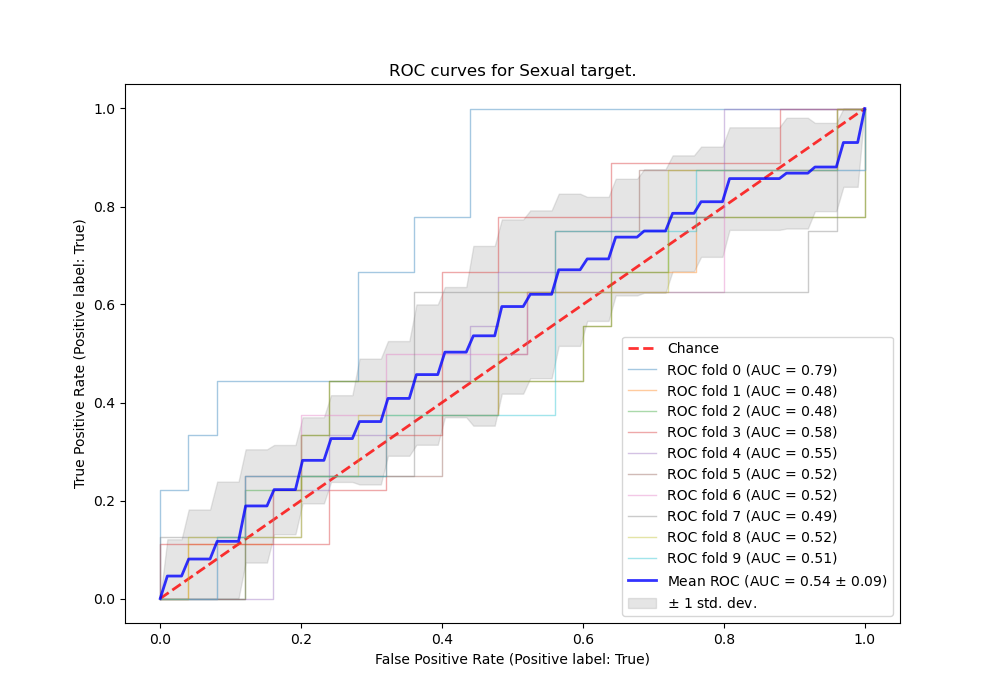 ROC curves for Sexual target.
True Positive Rate (Positive label: True)
1.0
0.8
0.6
0.4
0.2
0.0
Chance
ROC fold 0 (AUC = 0.79)
ROC fold 1 (AUC = 0.48)
ROC fold 2 (AUC = 0.48)
ROC fold 3 (AUC = 0.58)
ROC fold 4 (AUC = 0.55)
ROC fold 5 (AUC = 0.52)
ROC fold 6 (AUC = 0.52)
ROC fold 7 (AUC = 0.49)
ROC fold 8 (AUC = 0.52)
ROC fold 9 (AUC = 0.51)
Mean ROC (AUC = 0.54 ± 0.09)
± 1 std. dev.
0.0 0.2 0.4 0.6 0.8 1.0
False Positive Rate (Positive label: True)